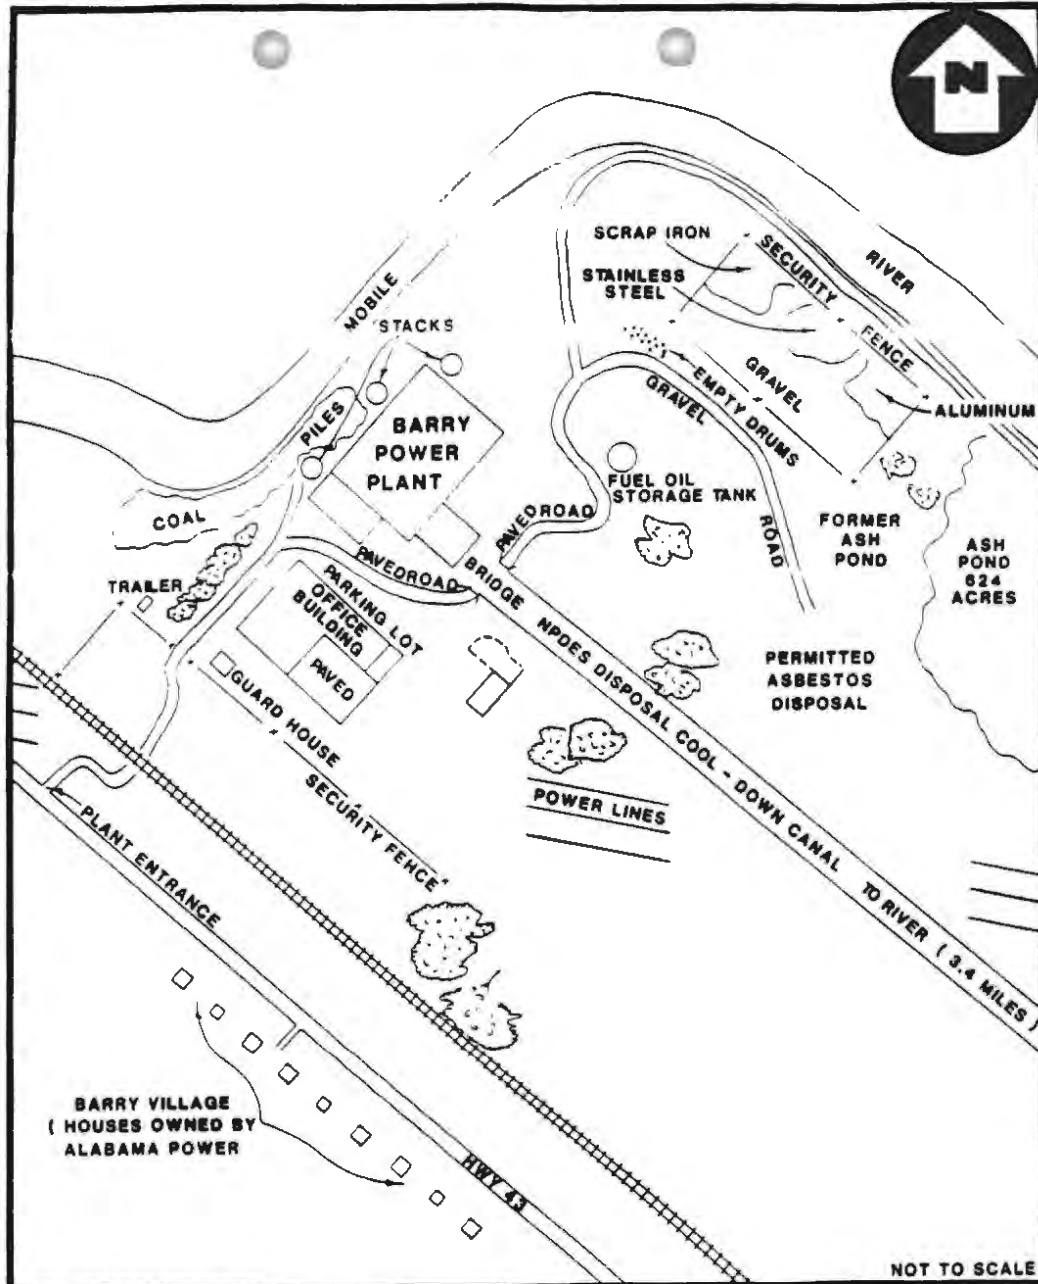 N
SCRAP IRON
SECURITY
RIVER
STAINLESS
STEEL
MOBILE
STACKS
FENCE
GRAVEL
EMPTY DRUMS
GRAVEL
ALUMINUM
PILES
BARRY
POWER
PLANT
FUEL OIL
STORAGE TANK
COAL
PAVEDROAD
ROAD
FORMER
ASH
POND
ASH
POND
624
ACRES
TRAILER
PAVEDROAD
BRIDGE
PARKING LOT
OFFICE
BUILDING
PAVED
NPDES DISPOSAL COOL - DOWN CANAL TO RIVER ( 3.4 MILES )
PERMITTED
ASBESTOS
DISPOSAL
GUARD HOUSE
SECURITY FEHCE
POWER LINES
PLANT ENTRANCE
BARRY VILLAGE
( HOUSES OWNED BY
ALABAMA POWER
HWY 43
NOT TO SCALE